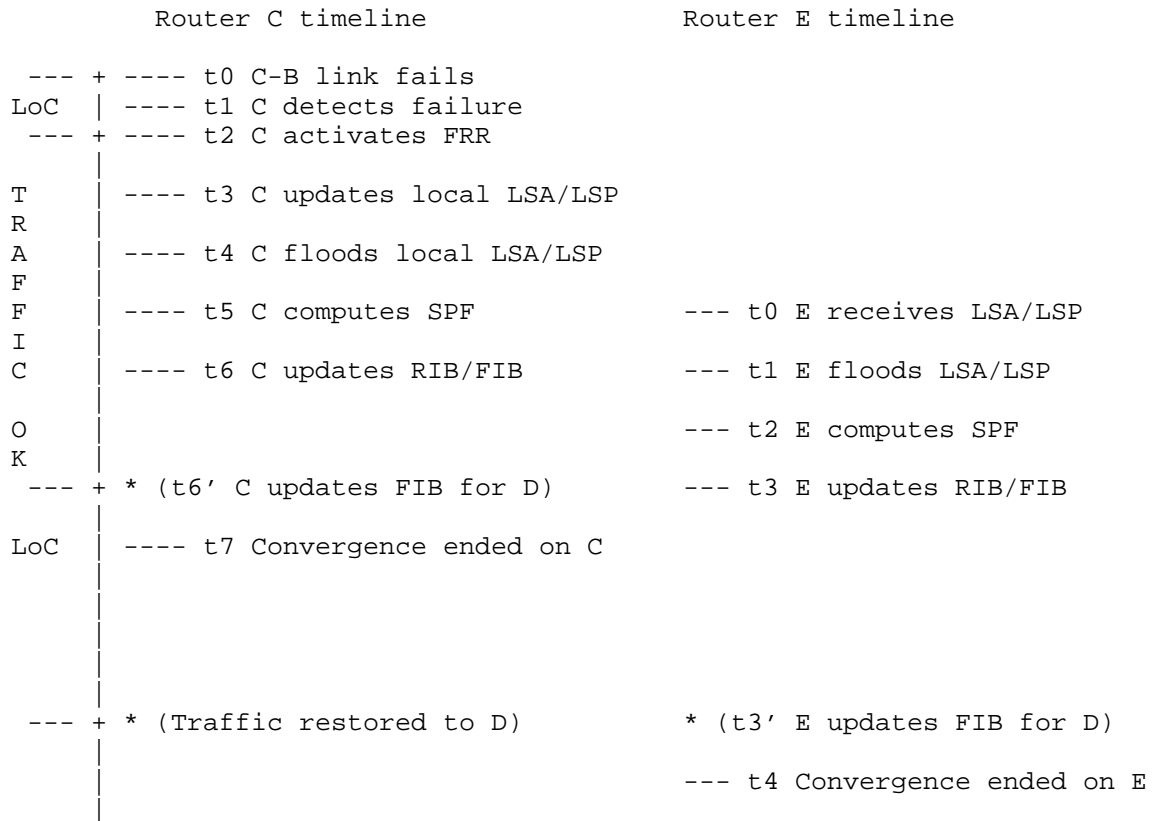 Router C timeline Router E timeline
--- + ---- t0 C-B link fails
LoC | ---- t1 C detects failure
--- + ---- t2 C activates FRR
|
T | ---- t3 C updates local LSA/LSP
R |
A | ---- t4 C floods local LSA/LSP
F |
F | ---- t5 C computes SPF --- t0 E receives LSA/LSP
I |
C | ---- t6 C updates RIB/FIB --- t1 E floods LSA/LSP
|
O | --- t2 E computes SPF
K |
--- + * (t6' C updates FIB for D) --- t3 E updates RIB/FIB
|
LoC | ---- t7 Convergence ended on C
|
|
|
|
|
--- + * (Traffic restored to D) * (t3' E updates FIB for D)
|
| --- t4 Convergence ended on E
|